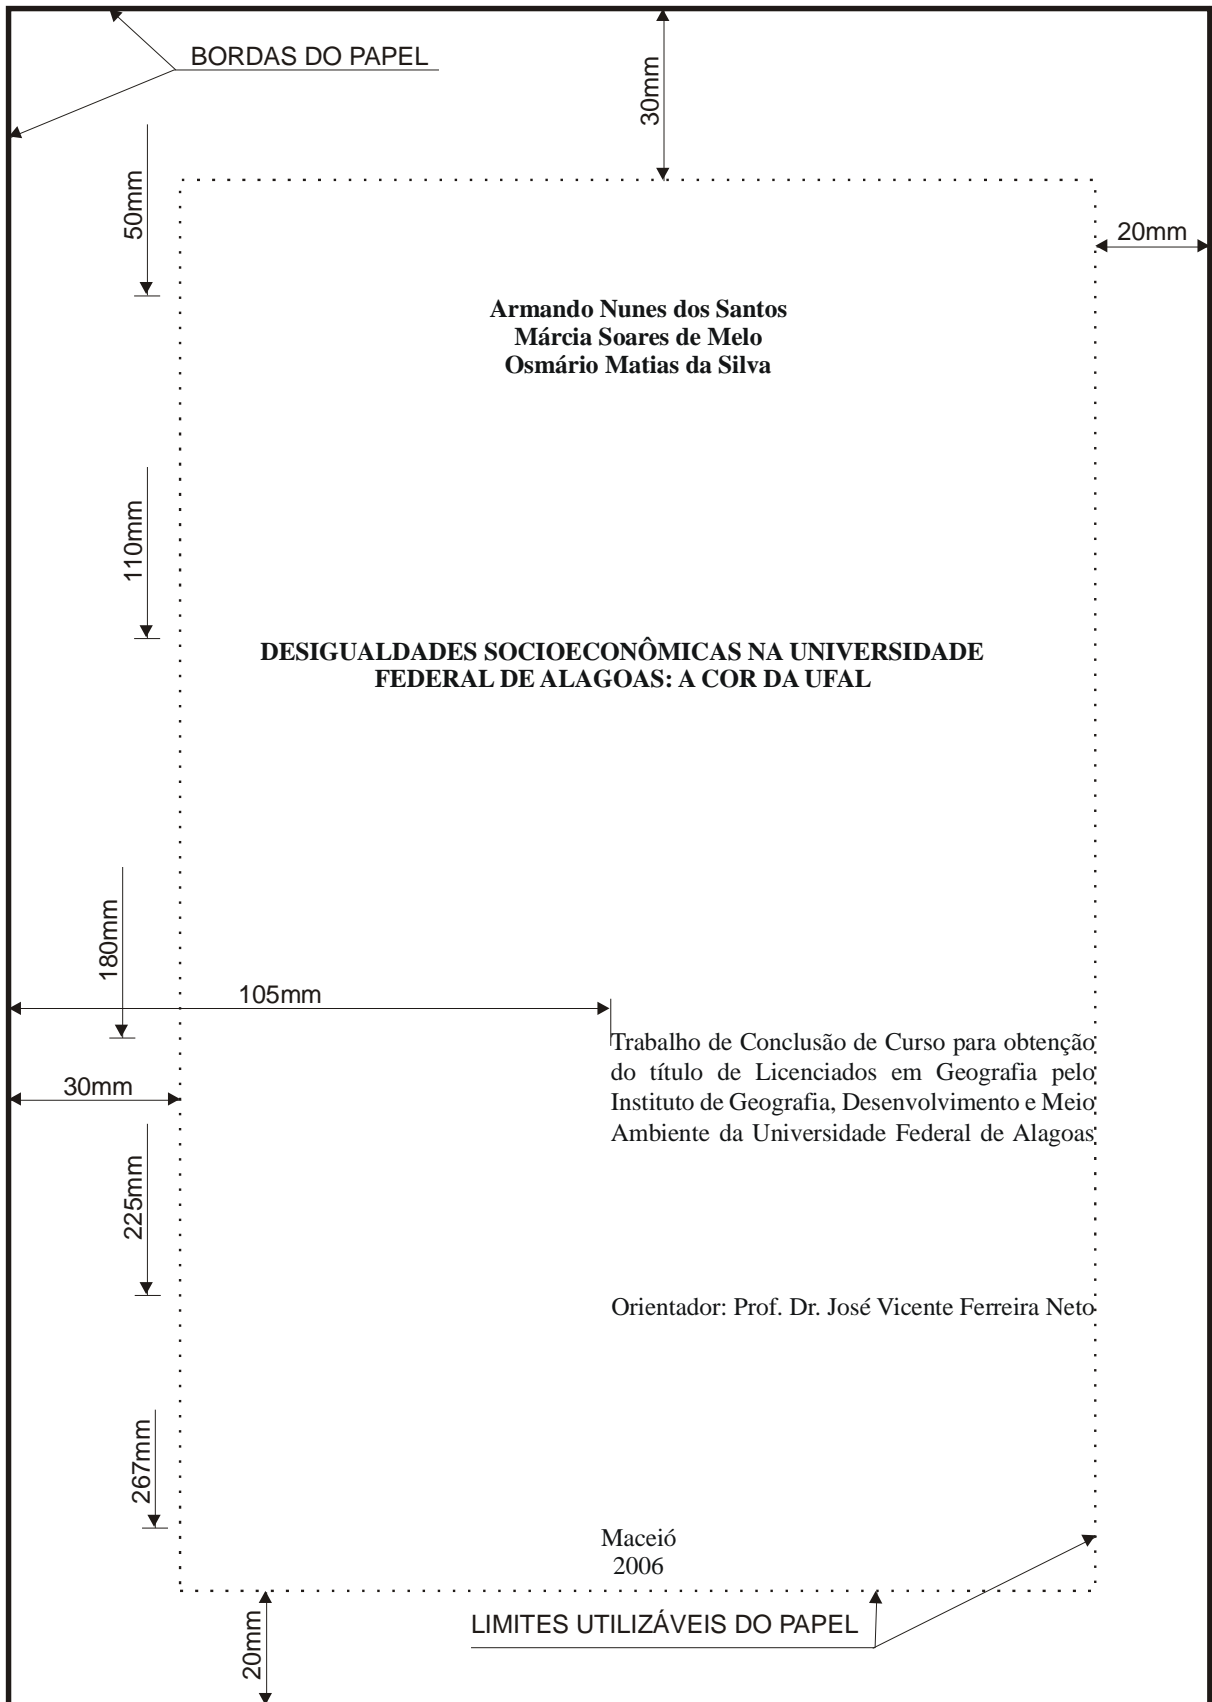 BORDAS DO PAPEL
30mm
50mm
20mm
Armando Nunes dos Santos
Márcia Soares de Melo
Osmário Matias da Silva
110mm
DESIGUALDADES SOCIOECONÔMICAS NA UNIVERSIDADE
FEDERAL DE ALAGOAS: A COR DA UFAL
180mm
105mm
Trabalho de Conclusão de Curso para obtenção
do título de Licenciados em Geografia pelo
Instituto de Geografia, Desenvolvimento e Meio
Ambiente da Universidade Federal de Alagoas
30mm
225mm
Orientador: Prof. Dr. José Vicente Ferreira Neto
267mm
Maceió
2006
LIMITES UTILIZÁVEIS DO PAPEL
20mm